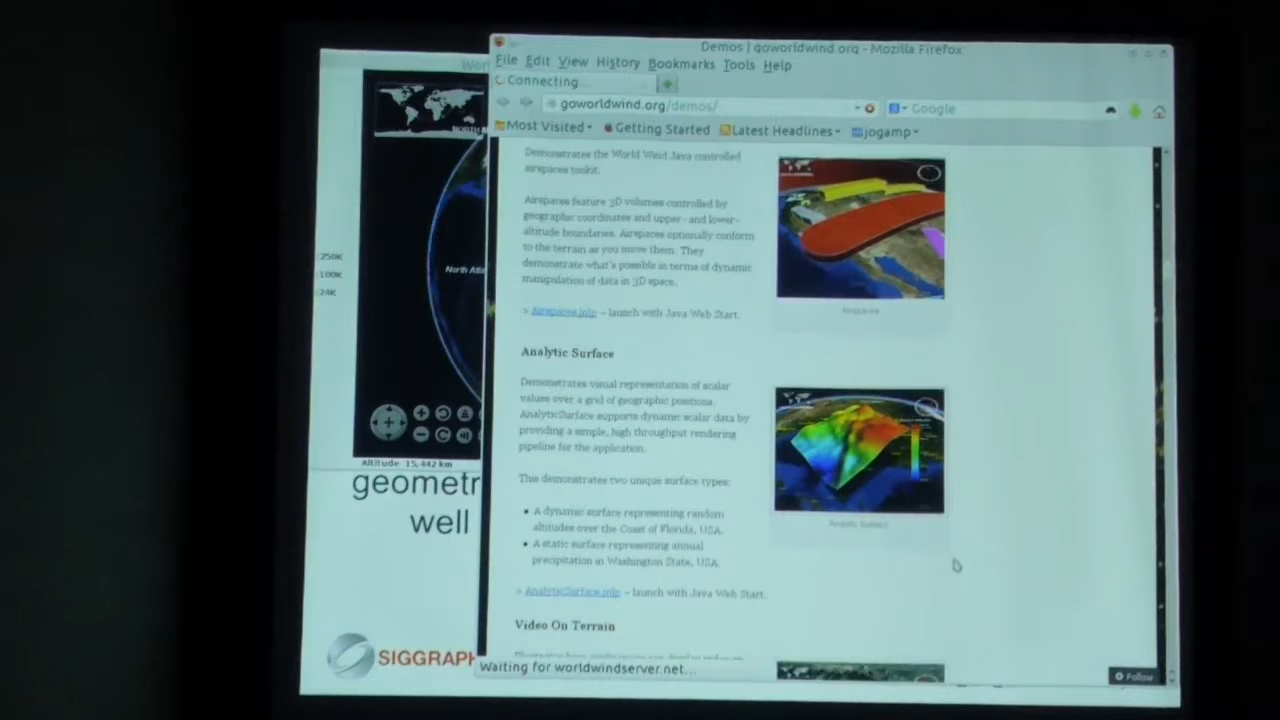 Demos | goworldwind.org - Mozilla Firefox
File Edit View History Bookmarks Tools Help
Connecting...
goworldwind.org/demos/
Google
Most Visited
Getting Started
Latest Headlines
jogamp
Demonstrates the World Wind Java controlled
airspaces toolkit.
Airspaces feature 3D volumes controlled by
geographic coordinates and upper- and lower-
altitude boundaries. Airspaces optionally conform
to the terrain as you move them. They
demonstrate what's possible in terms of dynamic
manipulation of data in 3D space.
> Airspaces.jnlp – launch with Java Web Start.
Airspaces
Analytic Surface
Demonstrates visual representation of scalar
values over a grid of geographic positions.
AnalyticSurface supports dynamic scalar data by
providing a simple, high throughput rendering
pipeline for the application.
This demonstrates two unique surface types:
▪ A dynamic surface representing random
altitudes over the Coast of Florida, USA.
▪ A static surface representing annual
precipitation in Washington State, USA.
> AnalyticSurface.jnlp – launch with Java Web Start.
Analytic Surface
Video On Terrain
Waiting for worldwindserver.net...
Follow
Wor
North Atla
:250K
:100K
:24K
Altitude 15,442 km
geometr
well
SIGGRAPH